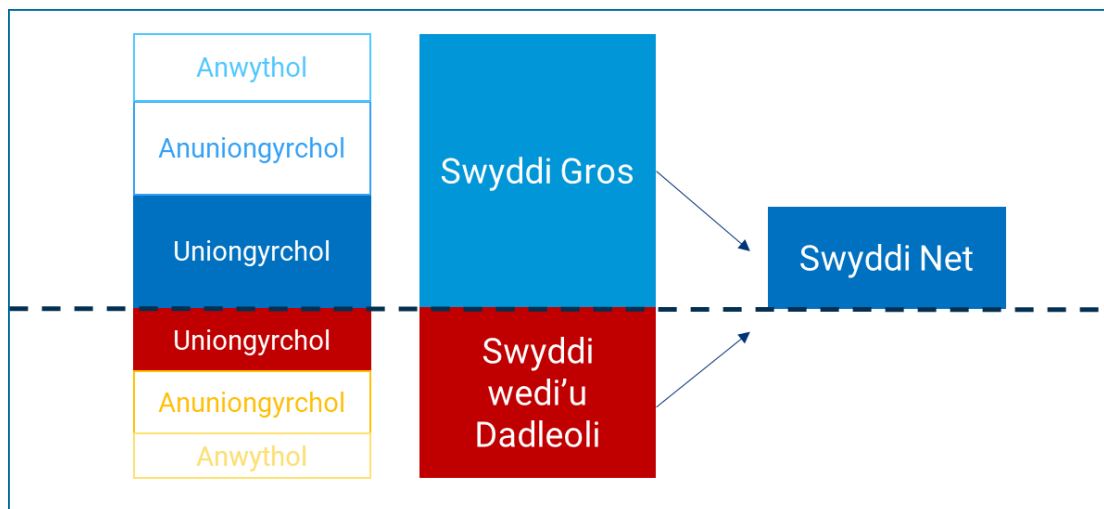 Anwythol
Anuniongyrchol
Uniongyrchol
Uniongyrchol
Anuniongyrchol
Anwythol
Swyddi Gros
Swyddi
wedi’u
Dadleoli
Swyddi Net